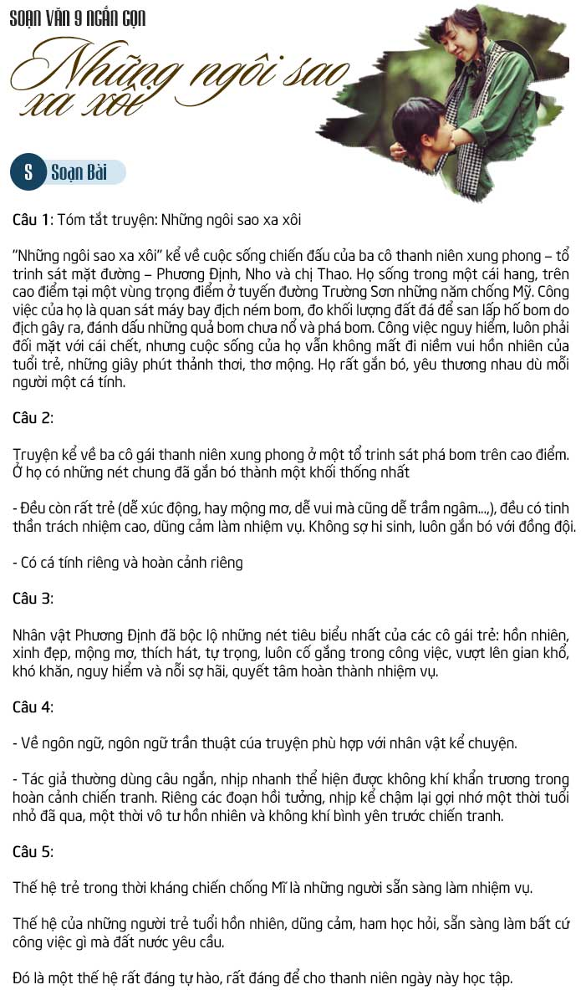 SOẠN VĂN 9 NGẮN GỌN
Những ngôi sao
xa xôi
S Soạn Bài
Câu 1: Tóm tắt truyện: Những ngôi sao xa xôi
“Những ngôi sao xa xôi” kể về cuộc sống chiến đấu của ba cô thanh niên xung phong – tổ
trinh sát mặt đường – Phương Định, Nho và chị Thao. Họ sống trong một cái hang, trên
cao điểm tại một vùng trọng điểm ở tuyến đường Trường Sơn những năm chống Mỹ. Công
việc của họ là quan sát máy bay địch ném bom, đo khối lượng đất đá để san lấp hố bom do
địch gây ra, đánh dấu những quả bom chưa nổ và phá bom. Công việc nguy hiểm, luôn phải
đối mặt với cái chết, nhưng cuộc sống của họ vẫn không mất đi niềm vui hồn nhiên của
tuổi trẻ, những giây phút thảnh thơi, thơ mộng. Họ rất gắn bó, yêu thương nhau dù mỗi
người một cá tính.
Câu 2:
Truyện kể về ba cô gái thanh niên xung phong ở một tổ trinh sát phá bom trên cao điểm.
Ở họ có những nét chung đã gắn bó thành một khối thống nhất
- Đều còn rất trẻ (dễ xúc động, hay mộng mơ, dễ vui mà cũng dễ trầm ngâm...,), đều có tinh
thần trách nhiệm cao, dũng cảm làm nhiệm vụ. Không sợ hi sinh, luôn gắn bó với đồng đội.
- Có cá tính riêng và hoàn cảnh riêng
Câu 3:
Nhân vật Phương Định đã bộc lộ những nét tiêu biểu nhất của các cô gái trẻ: hồn nhiên,
xinh đẹp, mộng mơ, thích hát, tự trọng, luôn cố gắng trong công việc, vượt lên gian khổ,
khó khăn, nguy hiểm và nỗi sợ hãi, quyết tâm hoàn thành nhiệm vụ.
Câu 4:
- Về ngôn ngữ, ngôn ngữ trần thuật cúa truyện phù hợp với nhân vật kể chuyện.
- Tác giả thường dùng câu ngắn, nhịp nhanh thể hiện được không khí khẩn trương trong
hoàn cảnh chiến tranh. Riêng các đoạn hồi tưởng, nhịp kể chậm lại gợi nhớ một thời tuổi
nhỏ đã qua, một thời vô tư hồn nhiên và không khí bình yên trước chiến tranh.
Câu 5:
Thế hệ trẻ trong thời kháng chiến chống Mĩ là những người sẵn sàng làm nhiệm vụ.
Thế hệ của những người trẻ tuổi hồn nhiên, dũng cảm, ham học hỏi, sẵn sàng làm bất cứ
công việc gì mà đất nước yêu cầu.
Đó là một thế hệ rất đáng tự hào, rất đáng để cho thanh niên ngày này học tập.